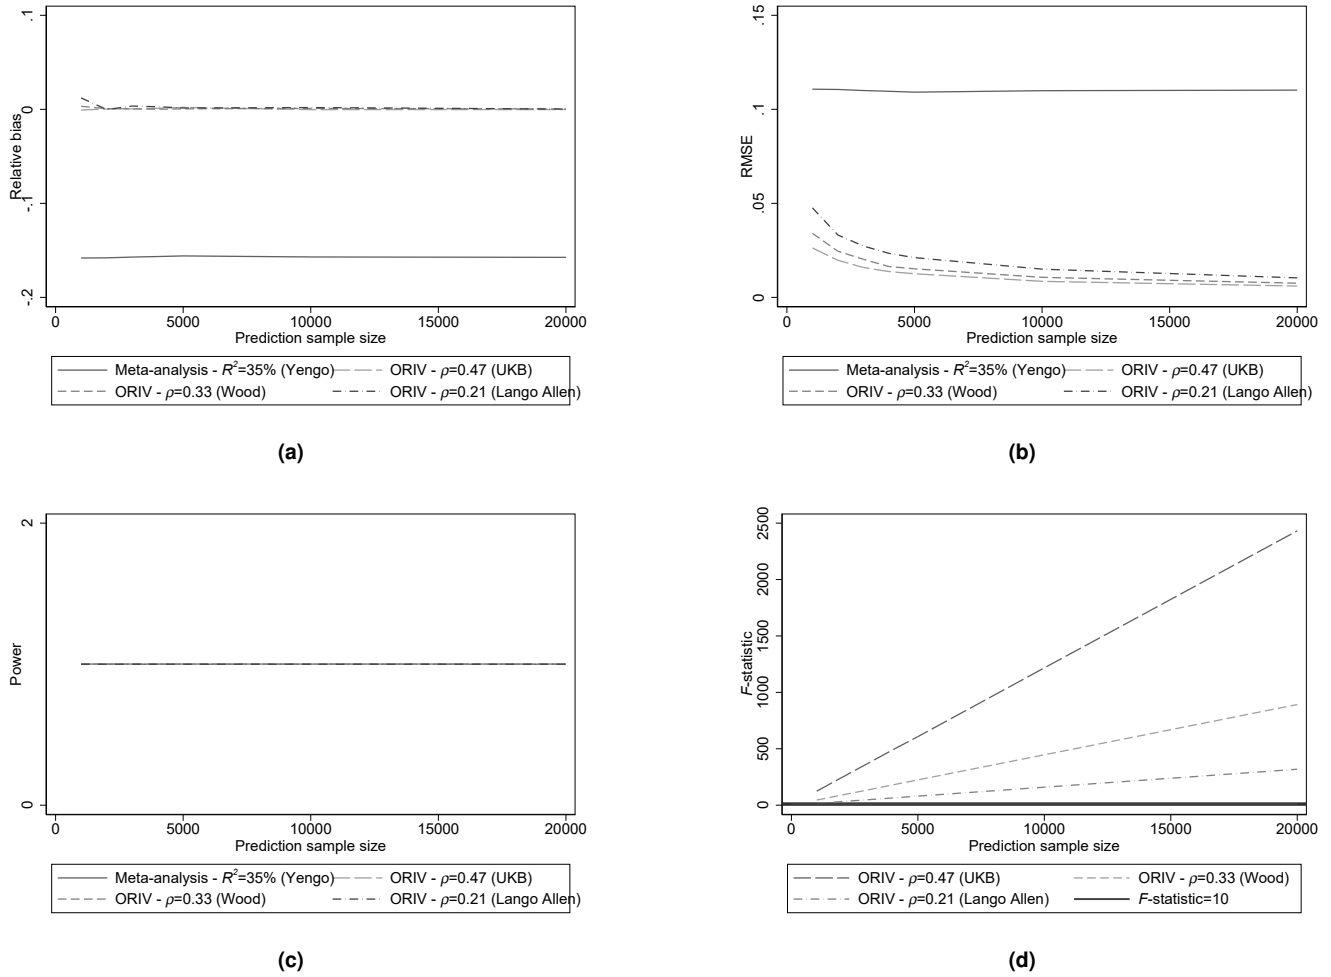 .1
0
-.1
-.2
Relative bias
0 5000 10000 15000 20000
Prediction sample size
Meta-analysis - R²=35% (Yengo) ORIV - ρ=0.47 (UKB)
ORIV - ρ=0.33 (Wood) ORIV - ρ=0.21 (Lango Allen)
(a)
.15
.1
.05
0
RMSE
0 5000 10000 15000 20000
Prediction sample size
Meta-analysis - R²=35% (Yengo) ORIV - ρ=0.47 (UKB)
ORIV - ρ=0.33 (Wood) ORIV - ρ=0.21 (Lango Allen)
(b)
2
0
Power
0 5000 10000 15000 20000
Prediction sample size
Meta-analysis - R²=35% (Yengo) ORIV - ρ=0.47 (UKB)
ORIV - ρ=0.33 (Wood) ORIV - ρ=0.21 (Lango Allen)
(c)
2500
2000
1500
1000
500
0
F-statistic
0 5000 10000 15000 20000
Prediction sample size
ORIV - ρ=0.47 (UKB) ORIV - ρ=0.33 (Wood)
ORIV - ρ=0.21 (Lango Allen) F-statistic=10
(d)